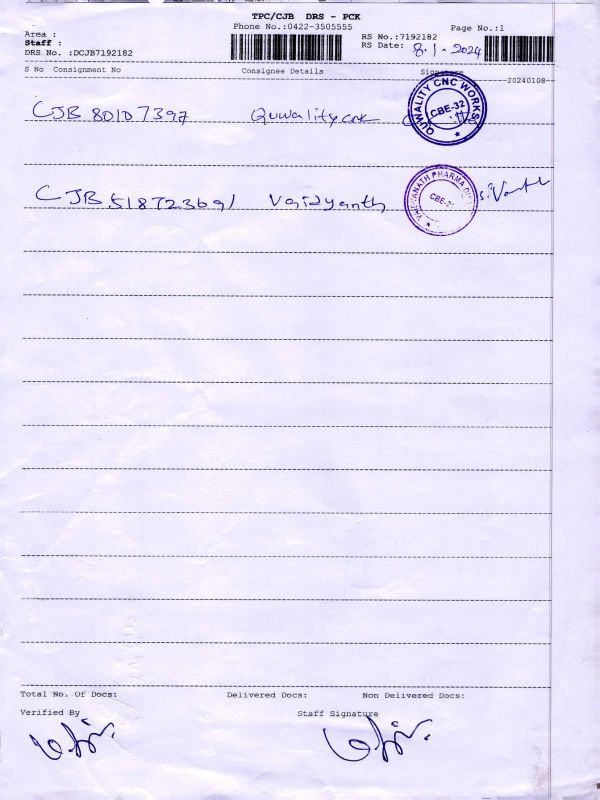 TPC/CJB DRS - PCK
Phone No.:0422-3505555
Page No.:1
Area :
Staff :
DRS No. :DCJB7192182
RS No.:7192182
RS Date: 8.1.2024
S No Consignment No Consignee Details Signature
20240108
CJB 80107397 Quwality cnc
QUWALITY CNC WORKS
CBE-32
CJB 518723691 Vaidyanth
CBE-
Total No. Of Docs: Delivered Docs: Non Delivered Docs:
Verified By Staff Signature